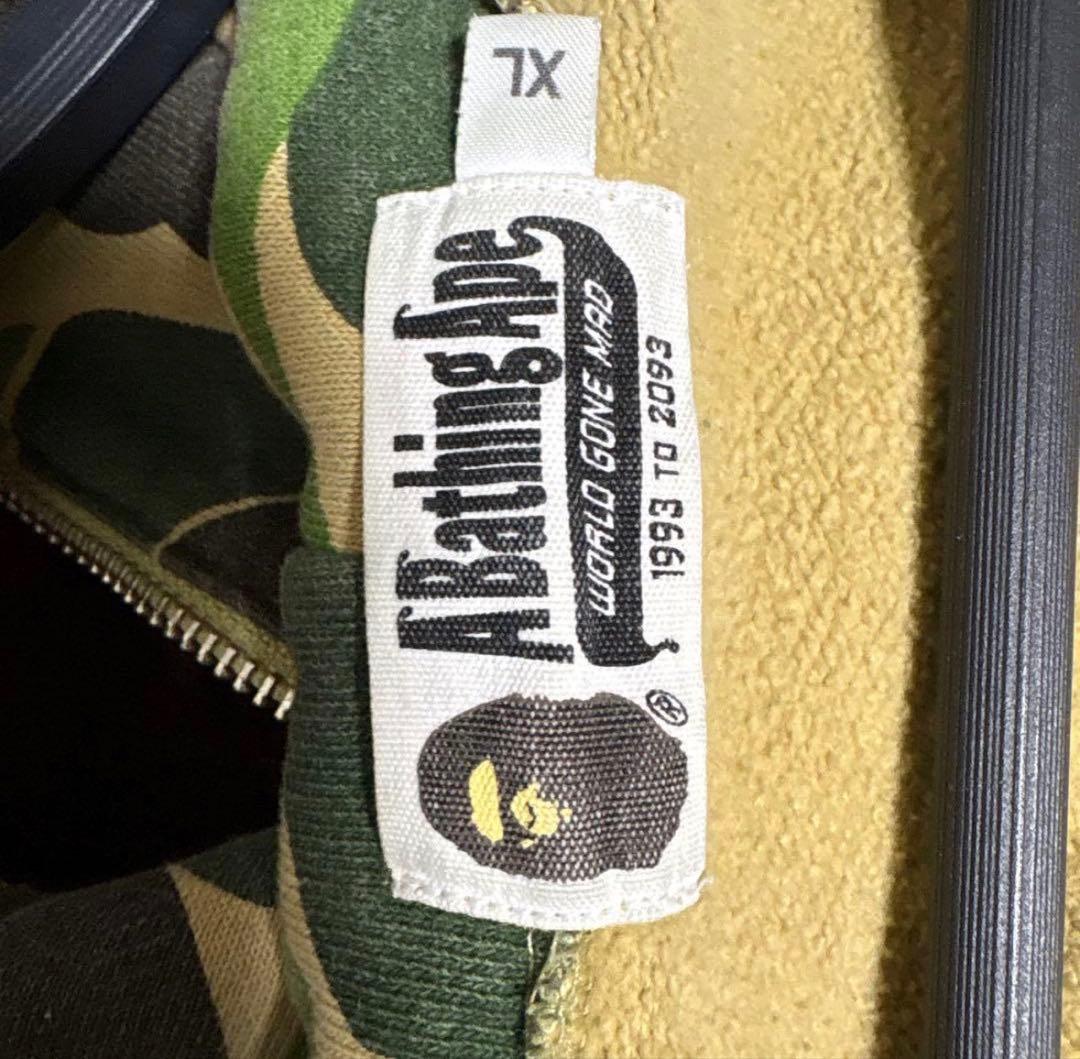 XL
A Bathing Ape
WORLD GONE MAD
1993 TO 2093
®